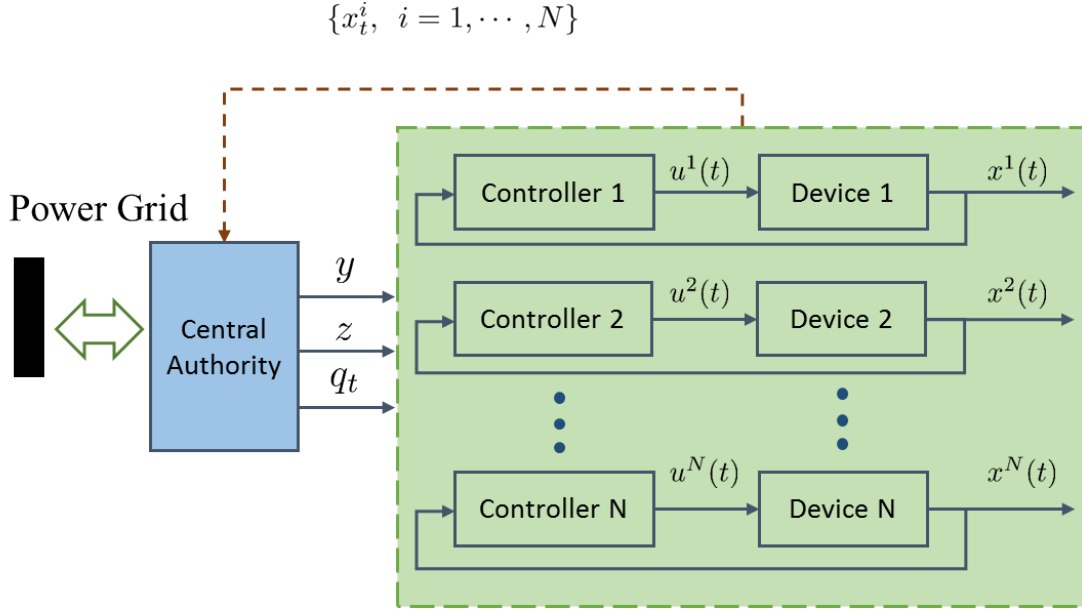 {x_t^i, i = 1, ⋯, N}
Power Grid
Central
Authority
y
z
q_t
Controller 1
u^1(t)
Device 1
x^1(t)
Controller 2
u^2(t)
Device 2
x^2(t)
Controller N
u^N(t)
Device N
x^N(t)